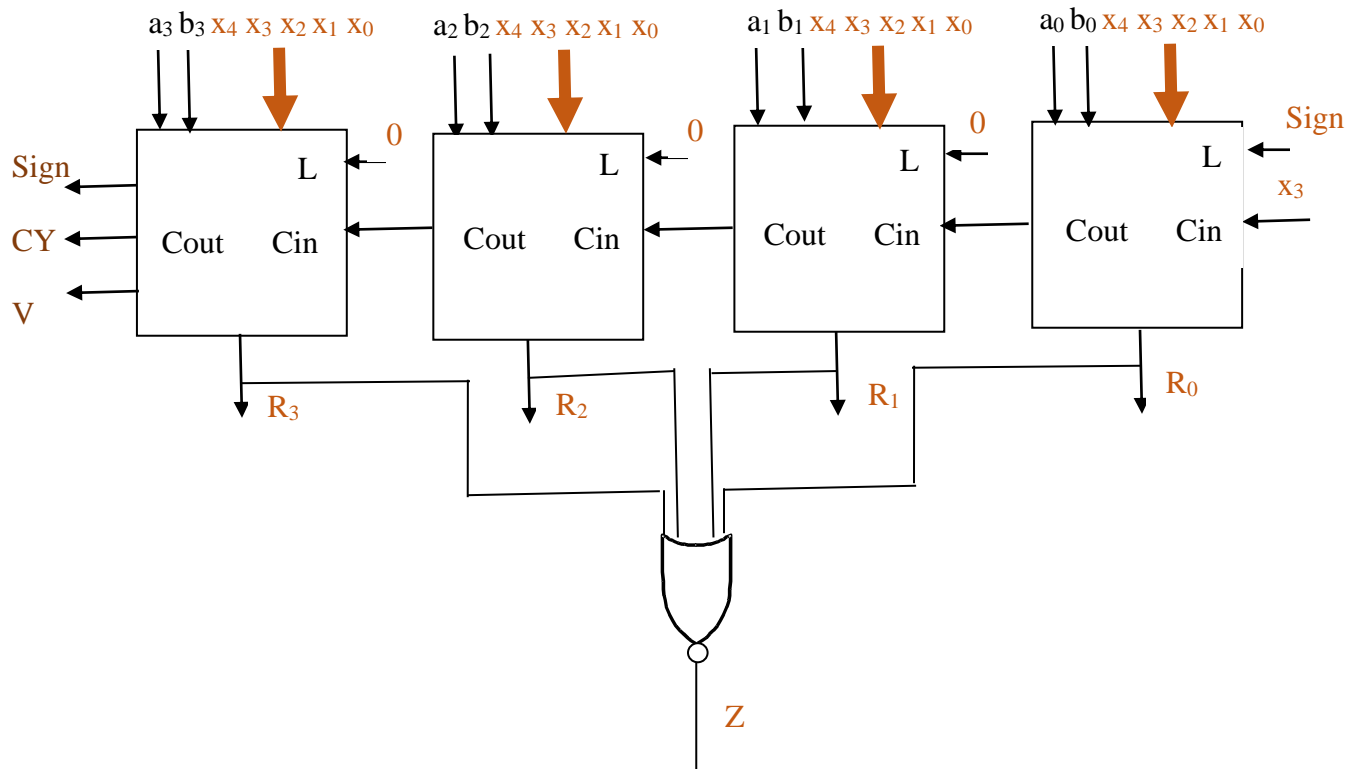 a₃ b₃ x₄ x₃ x₂ x₁ x₀
a₂ b₂ x₄ x₃ x₂ x₁ x₀
a₁ b₁ x₄ x₃ x₂ x₁ x₀
a₀ b₀ x₄ x₃ x₂ x₁ x₀
0
0
0
Sign
Sign
L
L
L
L
x₃
CY
Cout Cin
Cout Cin
Cout Cin
Cout Cin
V
R₃
R₂
R₁
R₀
Z